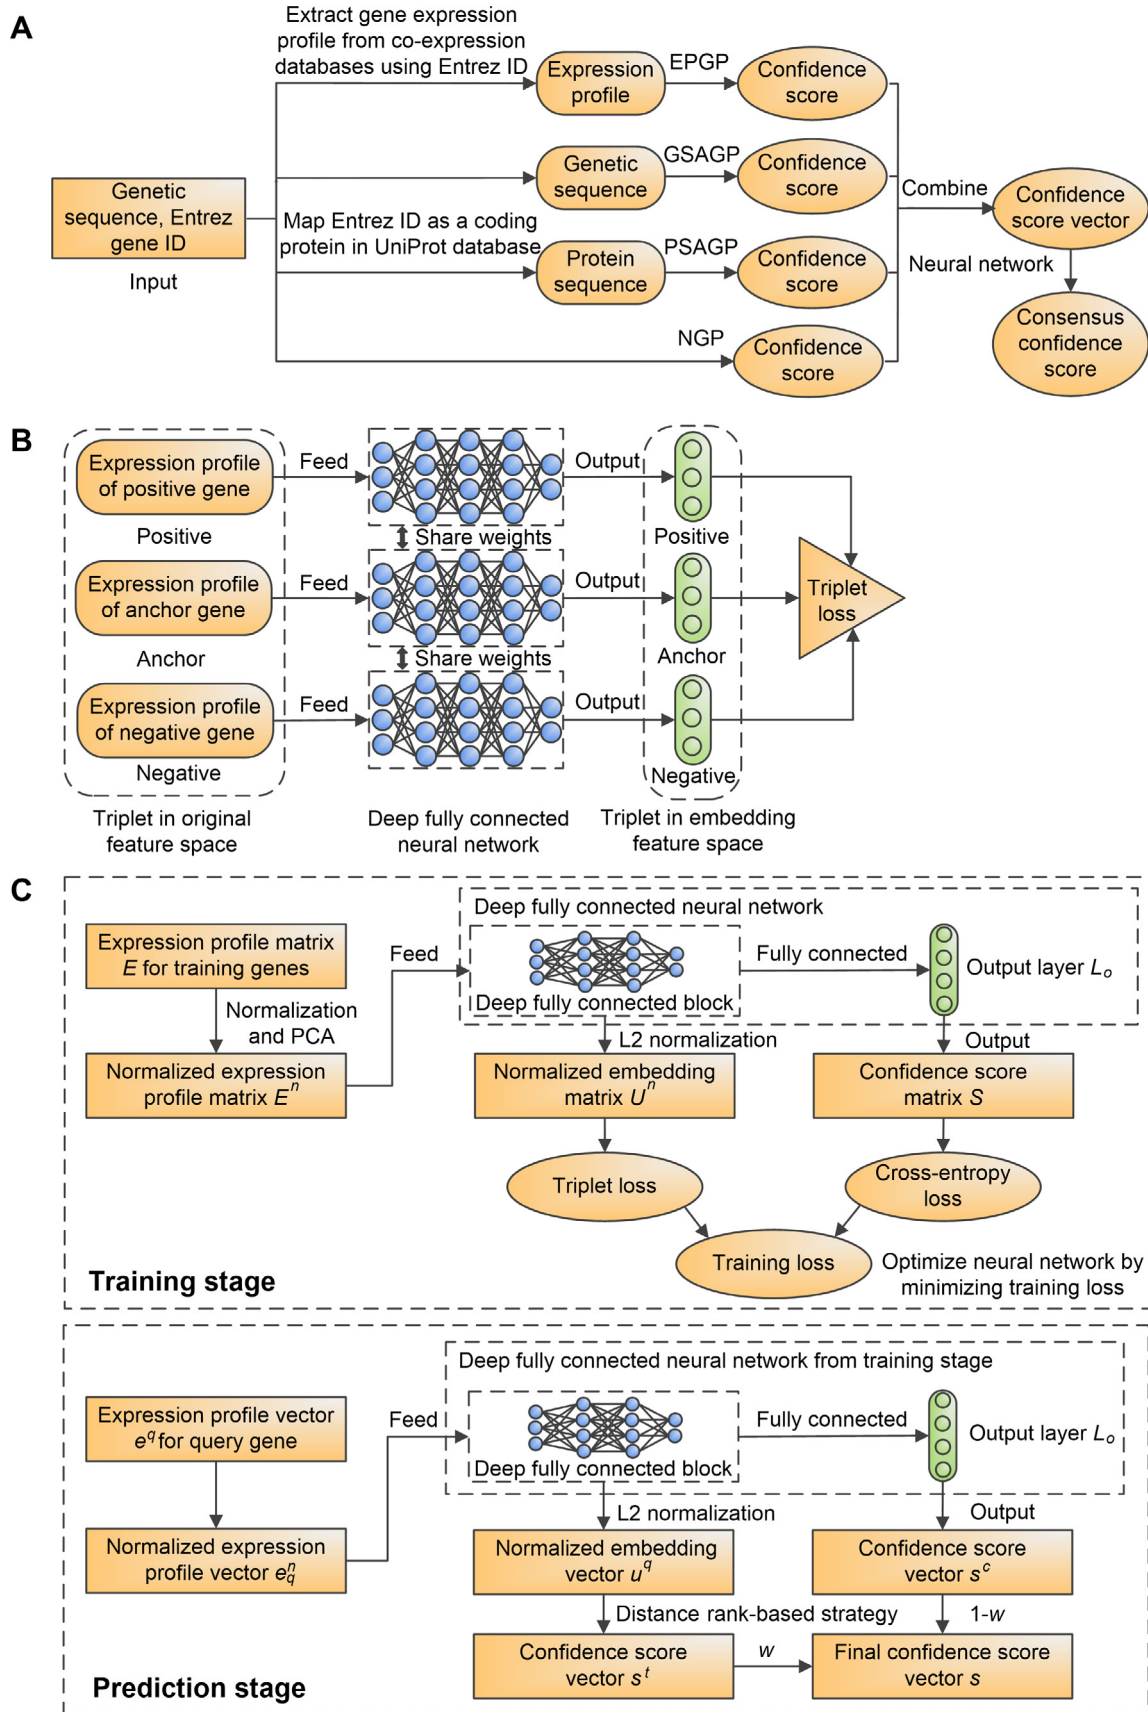 A
Extract gene expression
profile from co-expression
databases using Entrez ID
Expression
profile
EPGP
Confidence
score
Genetic
sequence
GSAGP
Confidence
score
Genetic
sequence, Entrez
gene ID
Input
Map Entrez ID as a coding
protein in UniProt database
Protein
sequence
PSAGP
Confidence
score
NGP
Confidence
score
Combine
Confidence
score vector
Neural network
Consensus
confidence
score
B
Expression profile
of positive gene
Positive
Feed
Output
Positive
Share weights
Expression profile
of anchor gene
Anchor
Feed
Output
Anchor
Triplet
loss
Share weights
Expression profile
of negative gene
Negative
Feed
Output
Negative
Triplet in original
feature space
Deep fully connected
neural network
Triplet in embedding
feature space
C
Expression profile matrix
E for training genes
Normalization
and PCA
Normalized expression
profile matrix Eⁿ
Feed
Deep fully connected neural network
Deep fully connected block
Fully connected
Output layer Lₒ
L2 normalization
Output
Normalized embedding
matrix Uⁿ
Confidence score
matrix S
Triplet loss
Cross-entropy
loss
Training loss
Optimize neural network by
minimizing training loss
Training stage
Expression profile vector
e^q for query gene
Normalized expression
profile vector e_q^n
Feed
Deep fully connected neural network from training stage
Deep fully connected block
Fully connected
Output layer Lₒ
L2 normalization
Output
Normalized embedding
vector u^q
Confidence score
vector s^c
Distance rank-based strategy
1-w
Confidence score
vector s^t
w
Final confidence score
vector s
Prediction stage